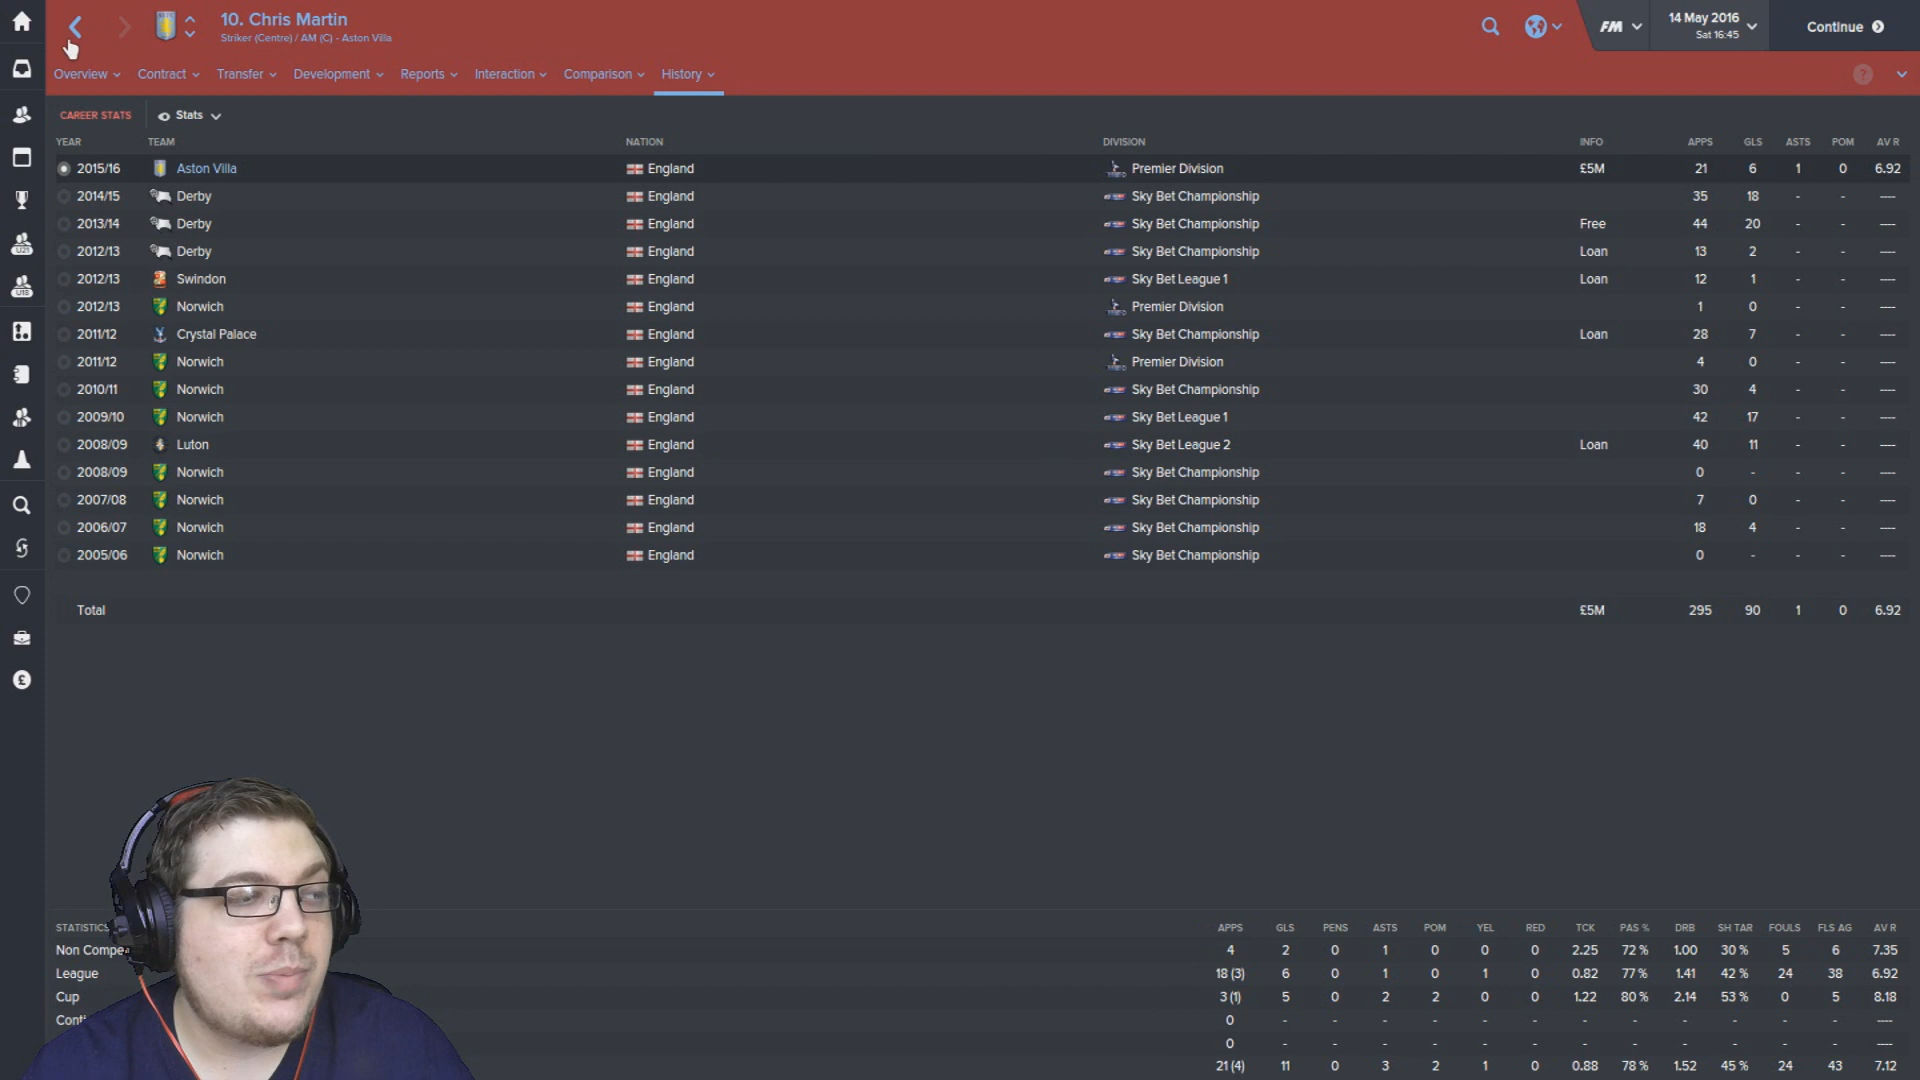 10. Chris Martin
Striker (Centre) / AM (C) - Aston Villa
FM
14 May 2016
Sat 16:45
Continue
Overview Contract Transfer Development Reports Interaction Comparison History
?
CAREER STATS Stats
YEAR TEAM NATION DIVISION INFO APPS GLS ASTS POM AV R
2015/16 Aston Villa England Premier Division £5M 21 6 1 0 6.92
2014/15 Derby England Sky Bet Championship 35 18 - - ----
2013/14 Derby England Sky Bet Championship Free 44 20 - - ----
2012/13 Derby England Sky Bet Championship Loan 13 2 - - ----
2012/13 Swindon England Sky Bet League 1 Loan 12 1 - - ----
2012/13 Norwich England Premier Division 1 0 - - ----
2011/12 Crystal Palace England Sky Bet Championship Loan 28 7 - - ----
2011/12 Norwich England Premier Division 4 0 - - ----
2010/11 Norwich England Sky Bet Championship 30 4 - - ----
2009/10 Norwich England Sky Bet League 1 42 17 - - ----
2008/09 Luton England Sky Bet League 2 Loan 40 11 - - ----
2008/09 Norwich England Sky Bet Championship 0 - - - ----
2007/08 Norwich England Sky Bet Championship 7 0 - - ----
2006/07 Norwich England Sky Bet Championship 18 4 - - ----
2005/06 Norwich England Sky Bet Championship 0 - - - ----
Total £5M 295 90 1 0 6.92
STATISTICS APPS GLS PENS ASTS POM YEL RED TCK PAS % DRB SH TAR FOULS FLS AG AV R
Non Compe 4 2 0 1 0 0 0 2.25 72 % 1.00 30 % 5 6 7.35
League 18 (3) 6 0 1 0 1 0 0.82 77 % 1.41 42 % 24 38 6.92
Cup 3 (1) 5 0 2 2 0 0 1.22 80 % 2.14 53 % 0 5 8.18
Conti 0 - - - - - - - - - - - - ----
0 - - - - - - - - - - - - ----
21 (4) 11 0 3 2 1 0 0.88 78 % 1.52 45 % 24 43 7.12